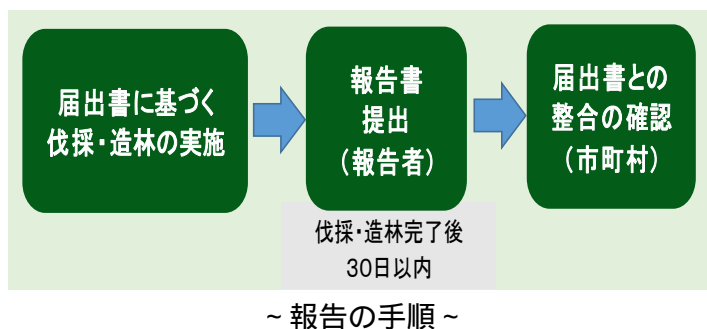 届出書に基づく
伐採・造林の実施
報告書
提出
（報告者）
伐採・造林完了後
30日以内
届出書との
整合の確認
（市町村）
~ 報告の手順 ~